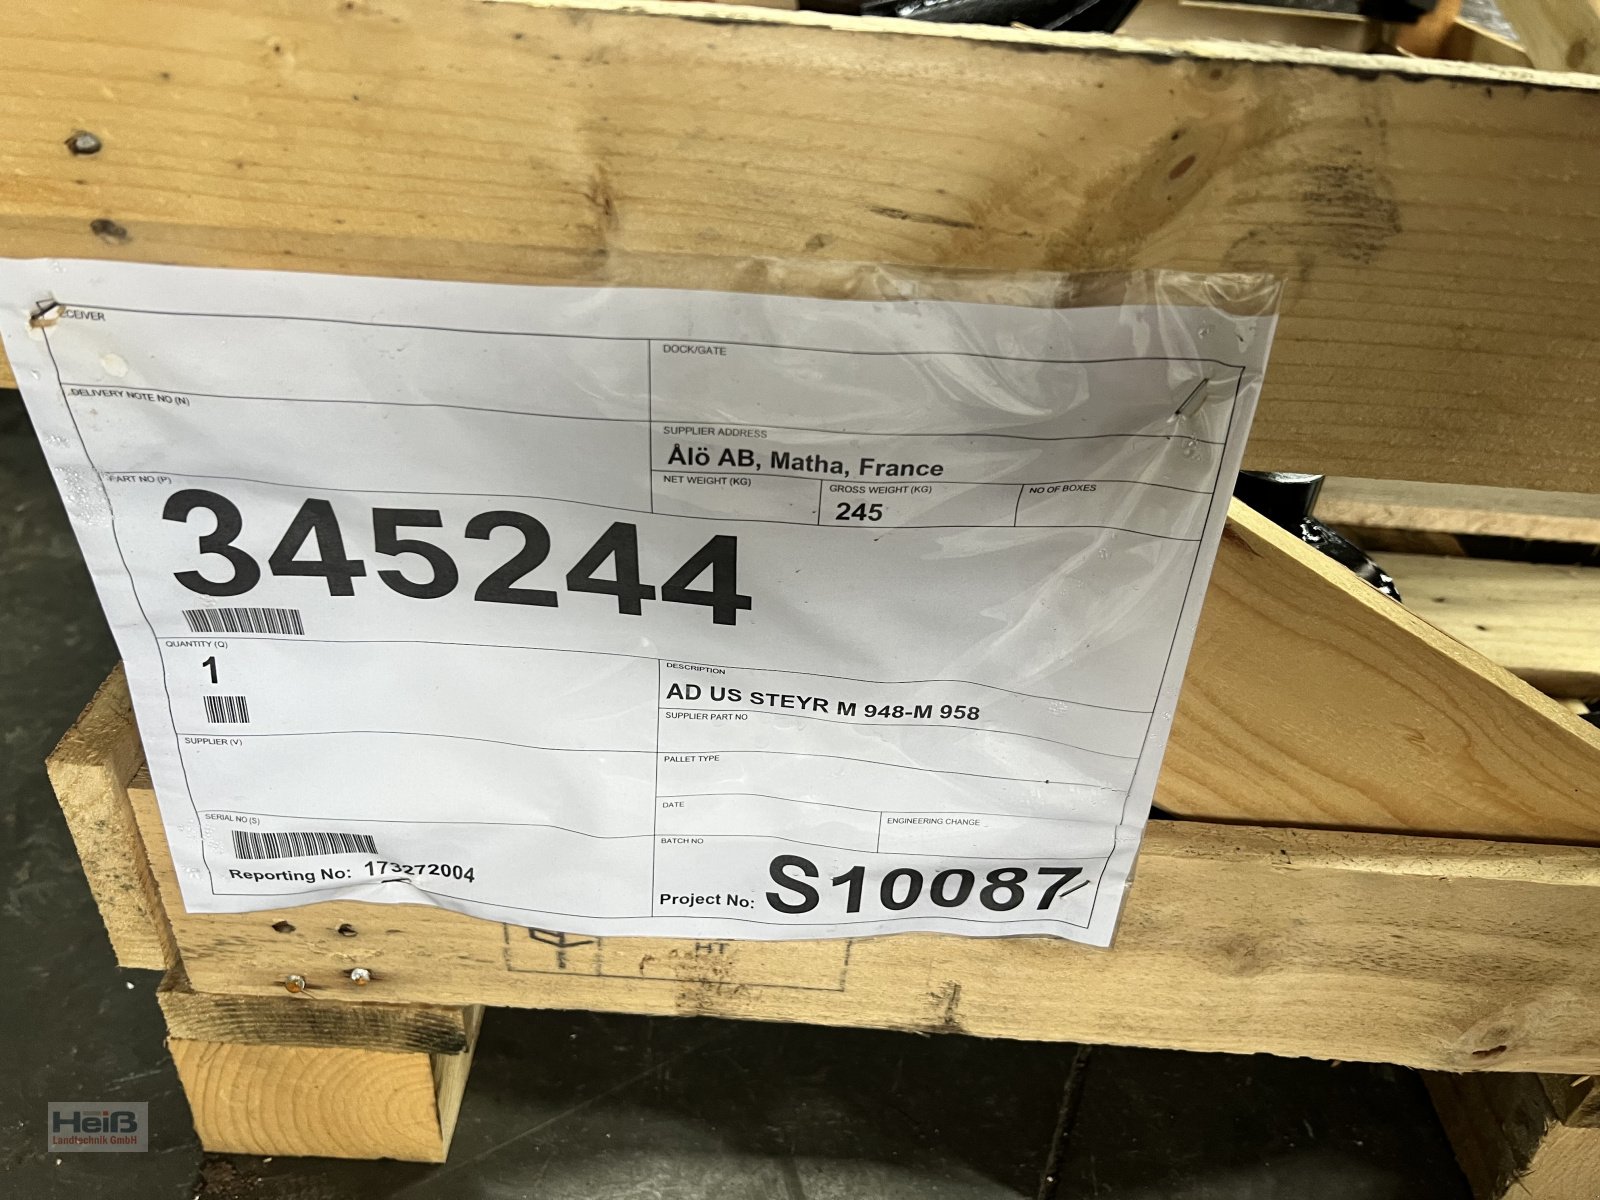 DOCK/GATE
DELIVERY NOTE NO (N)
SUPPLIER ADDRESS
Ålö AB, Matha, France
NET WEIGHT (KG)
GROSS WEIGHT (KG)
245
NO OF BOXES
PART NO (P)
345244
QUANTITY (Q)
1
DESCRIPTION
AD US STEYR M 948-M 958
SUPPLIER PART NO
SUPPLIER (V)
PALLET TYPE
DATE
ENGINEERING CHANGE
SERIAL NO (S)
Reporting No: 173272004
BATCH NO
Project No: S10087
HT
Heiß
Landtechnik GmbH